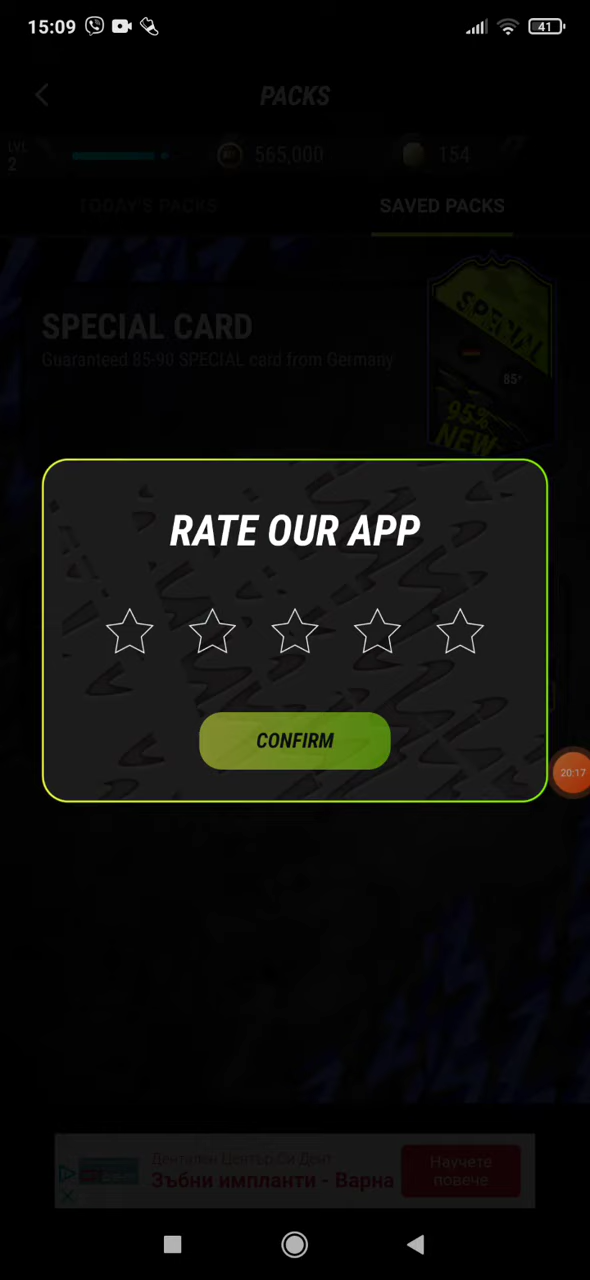 15:09
41
PACKS
LVL
2
565,000
154
TODAY'S PACKS
SAVED PACKS
SPECIAL CARD
Guaranteed 85-90 SPECIAL card from Germany
SPECIAL
85+
95%
NEW
RATE OUR APP
CONFIRM
20:17
Дентален Център Си Дент
Зъбни импланти - Варна
Научете
повече